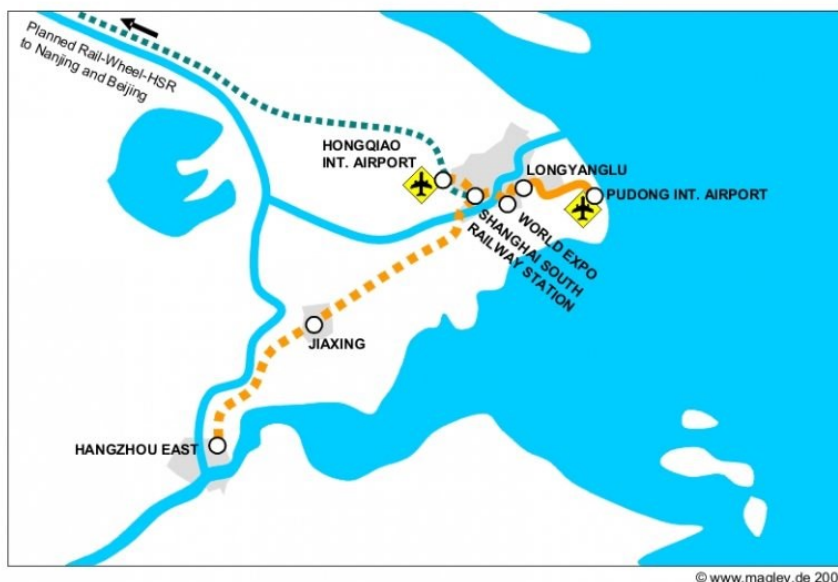 Planned Rail-Wheel-HSR
to Nanjing and Beijing
HONGQIAO
INT. AIRPORT
LONGYANGLU
PUDONG INT. AIRPORT
WORLD EXPO
SHANGHAI SOUTH
RAILWAY STATION
JIAXING
HANGZHOU EAST
© www.maglev.de 200